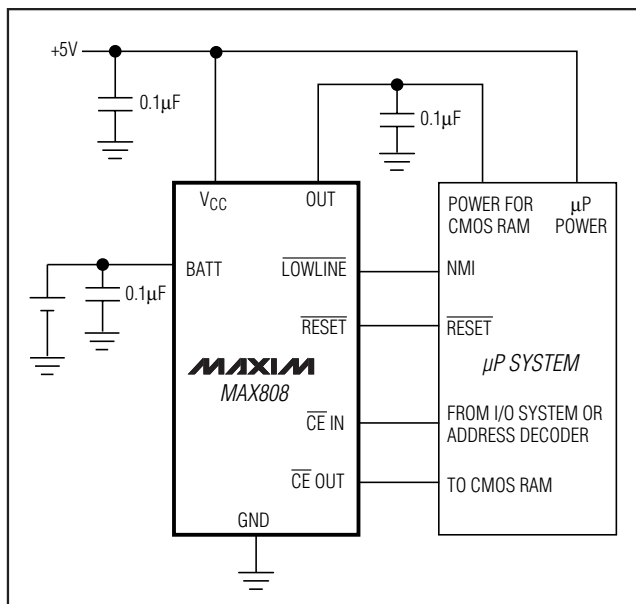 +5V
0.1µF
0.1µF
VCC
OUT
POWER FOR
CMOS RAM
µP
POWER
BATT
LOWLINE
NMI
0.1µF
RESET
RESET
MAXIM
MAX808
µP SYSTEM
CE IN
FROM I/O SYSTEM OR
ADDRESS DECODER
CE OUT
TO CMOS RAM
GND